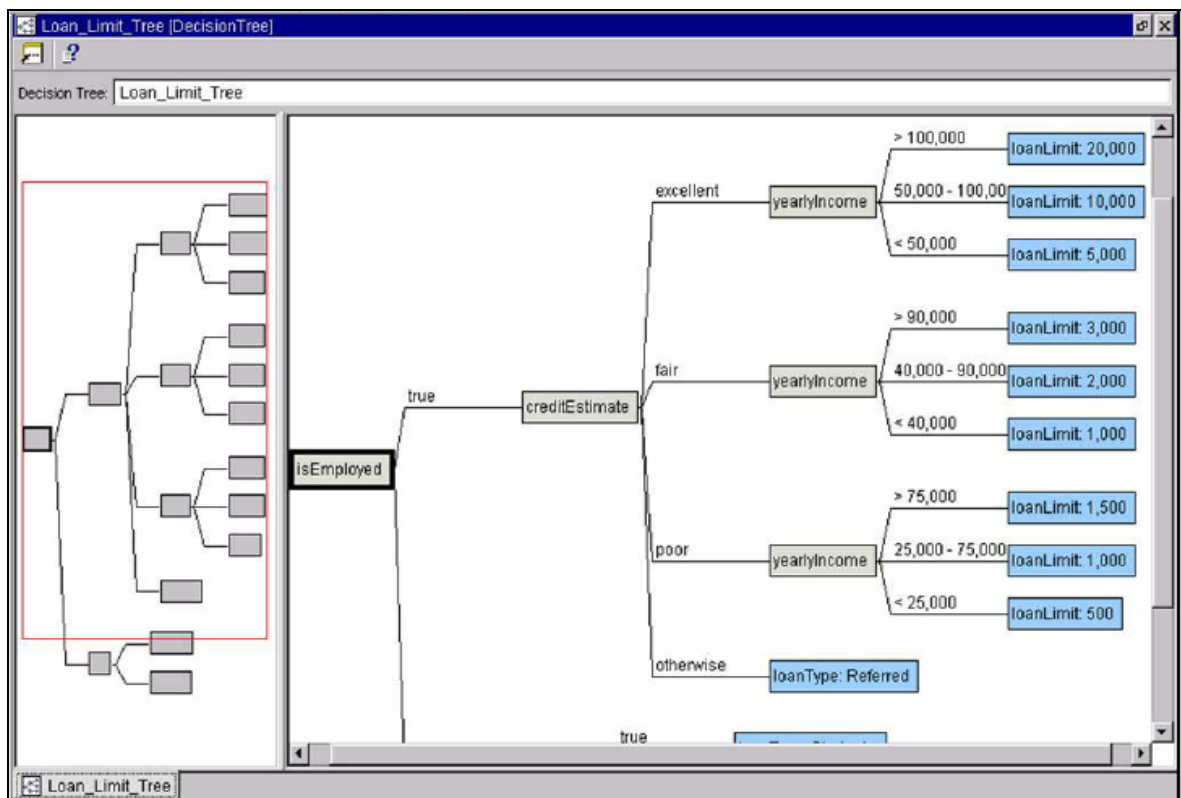 Loan_Limit_Tree [DecisionTree]
Decision Tree: Loan_Limit_Tree
> 100,000
loanLimit: 20,000
excellent
yearlyIncome
50,000 - 100,00
loanLimit: 10,000
< 50,000
loanLimit: 5,000
> 90,000
loanLimit: 3,000
fair
yearlyIncome
40,000 - 90,000
loanLimit: 2,000
true
creditEstimate
< 40,000
loanLimit: 1,000
isEmployed
> 75,000
loanLimit: 1,500
poor
yearlyIncome
25,000 - 75,000
loanLimit: 1,000
< 25,000
loanLimit: 500
otherwise
loanType: Referred
true
Loan_Limit_Tree